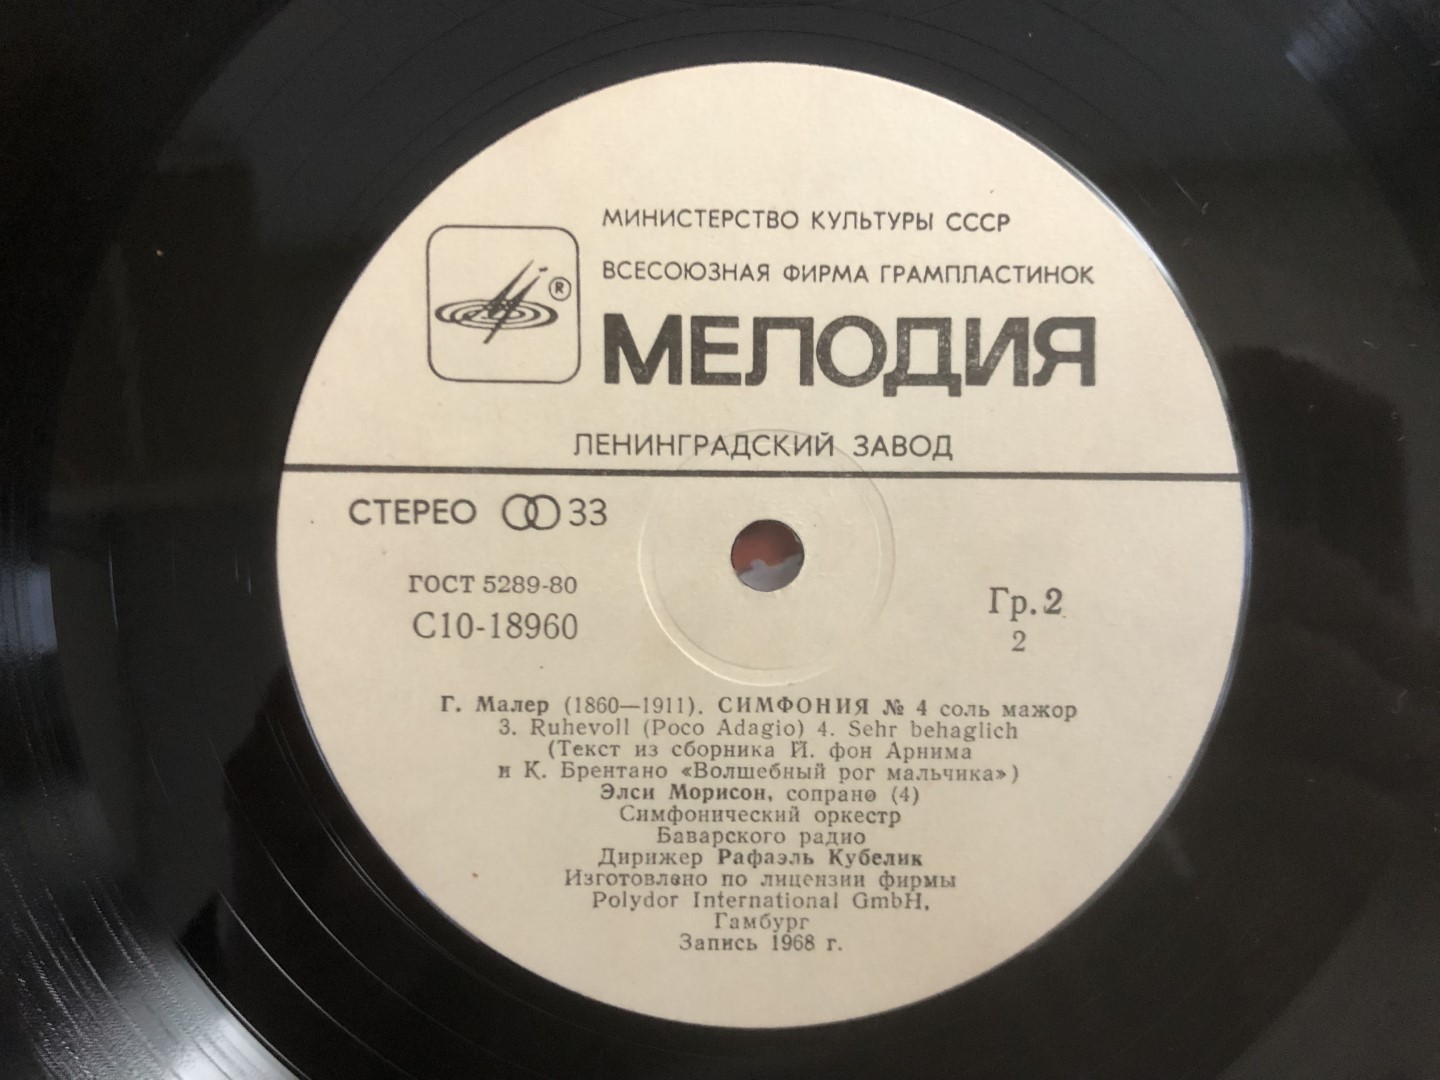 МИНИСТЕРСТВО КУЛЬТУРЫ СССР
ВСЕСОЮЗНАЯ ФИРМА ГРАМПЛАСТИНОК
®
МЕЛОДИЯ
ЛЕНИНГРАДСКИЙ ЗАВОД
СТЕРЕО 33
ГОСТ 5289-80
С10-18960
Гр.2
2
Г. Малер (1860—1911). СИМФОНИЯ № 4 соль мажор
3. Ruhevoll (Poco Adagio) 4. Sehr behaglich
(Текст из сборника Й. фон Арнима
и К. Брентано «Волшебный рог мальчика»)
Элси Морисон, сопрано (4)
Симфонический оркестр
Баварского радио
Дирижер Рафаэль Кубелик
Изготовлено по лицензии фирмы
Polydor International GmbH,
Гамбург
Запись 1968 г.